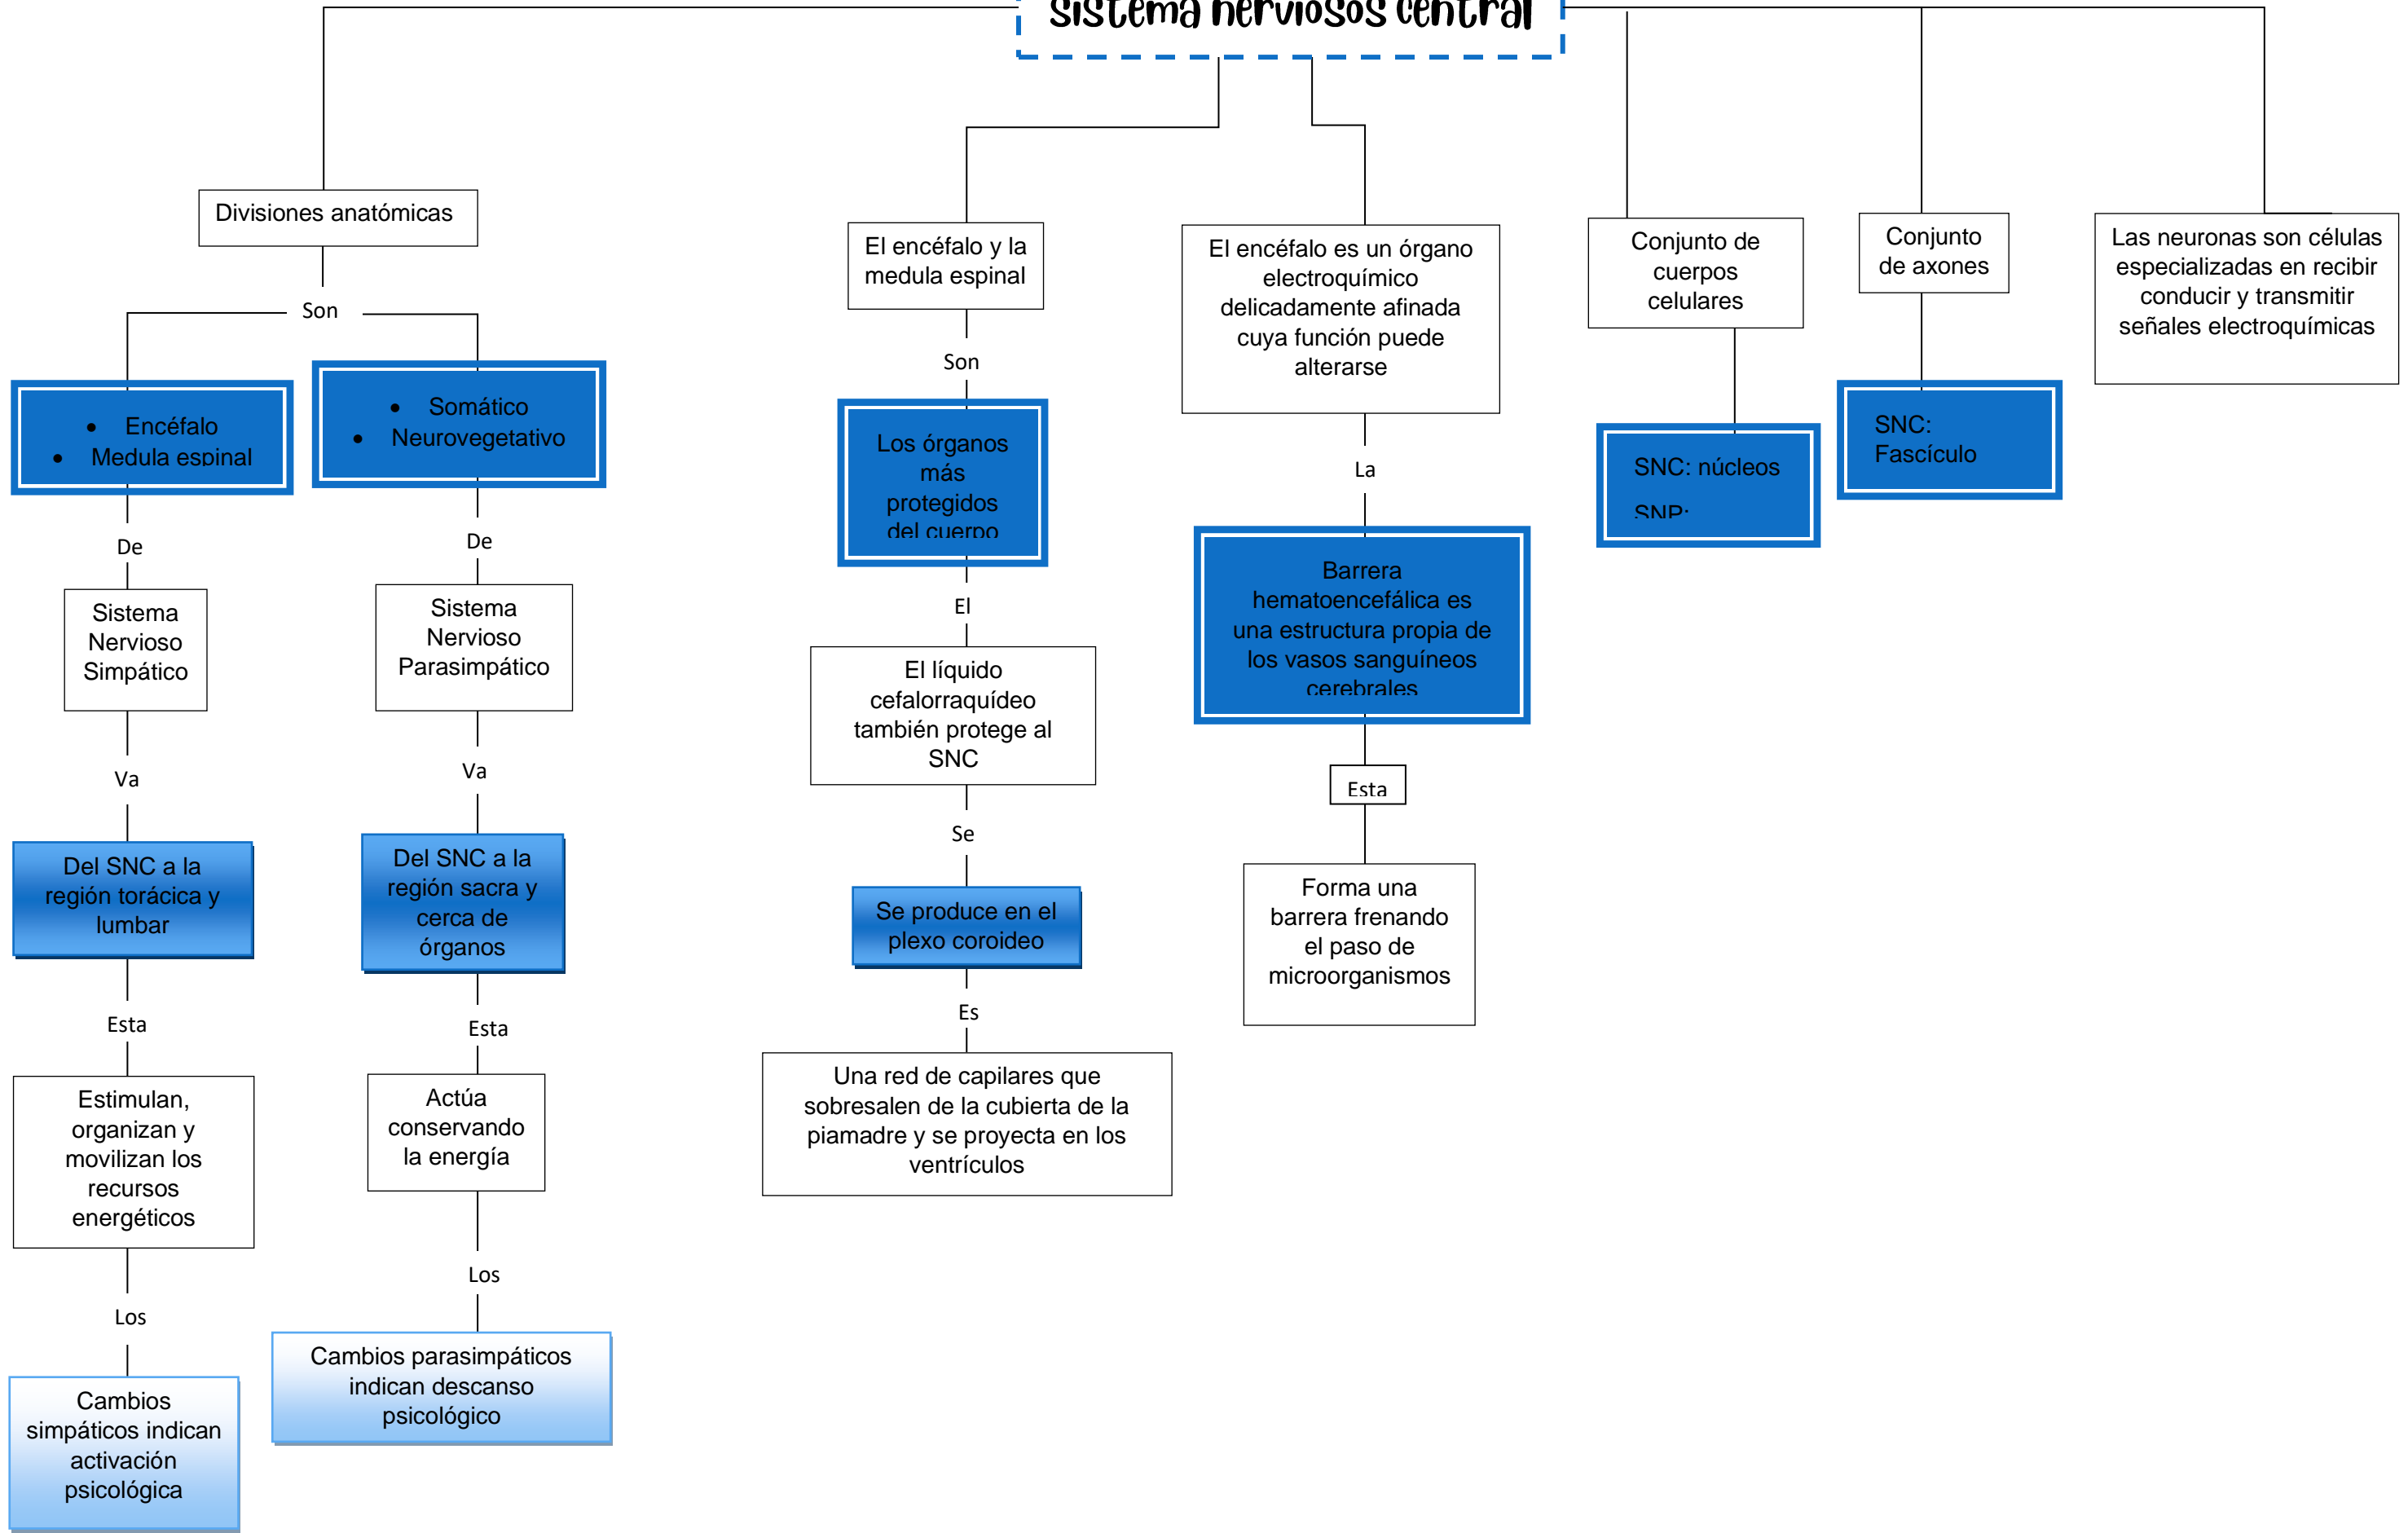 sistema nerviosos central
Divisiones anatómicas
Son
• Encéfalo
• Medula espinal
De
Sistema
Nervioso
Simpático
Va
Del SNC a la
región torácica y
lumbar
Esta
Estimulan,
organizan y
movilizan los
recursos
energéticos
Los
Cambios
simpáticos indican
activación
psicológica
• Somático
• Neurovegetativo
De
Sistema
Nervioso
Parasimpático
Va
Del SNC a la
región sacra y
cerca de
órganos
Esta
Actúa
conservando
la energía
Los
Cambios parasimpáticos
indican descanso
psicológico
El encéfalo y la
medula espinal
Son
Los órganos
más
protegidos
del cuerpo
El
El líquido
cefalorraquídeo
también protege al
SNC
Se
Se produce en el
plexo coroideo
Es
Una red de capilares que
sobresalen de la cubierta de la
piamadre y se proyecta en los
ventrículos
El encéfalo es un órgano
electroquímico
delicadamente afinada
cuya función puede
alterarse
La
Barrera
hematoencefálica es
una estructura propia de
los vasos sanguíneos
cerebrales
Esta
Forma una
barrera frenando
el paso de
microorganismos
Conjunto de
cuerpos
celulares
SNC: núcleos
SNP:
Conjunto
de axones
SNC:
Fascículo
Las neuronas son células
especializadas en recibir
conducir y transmitir
señales electroquímicas